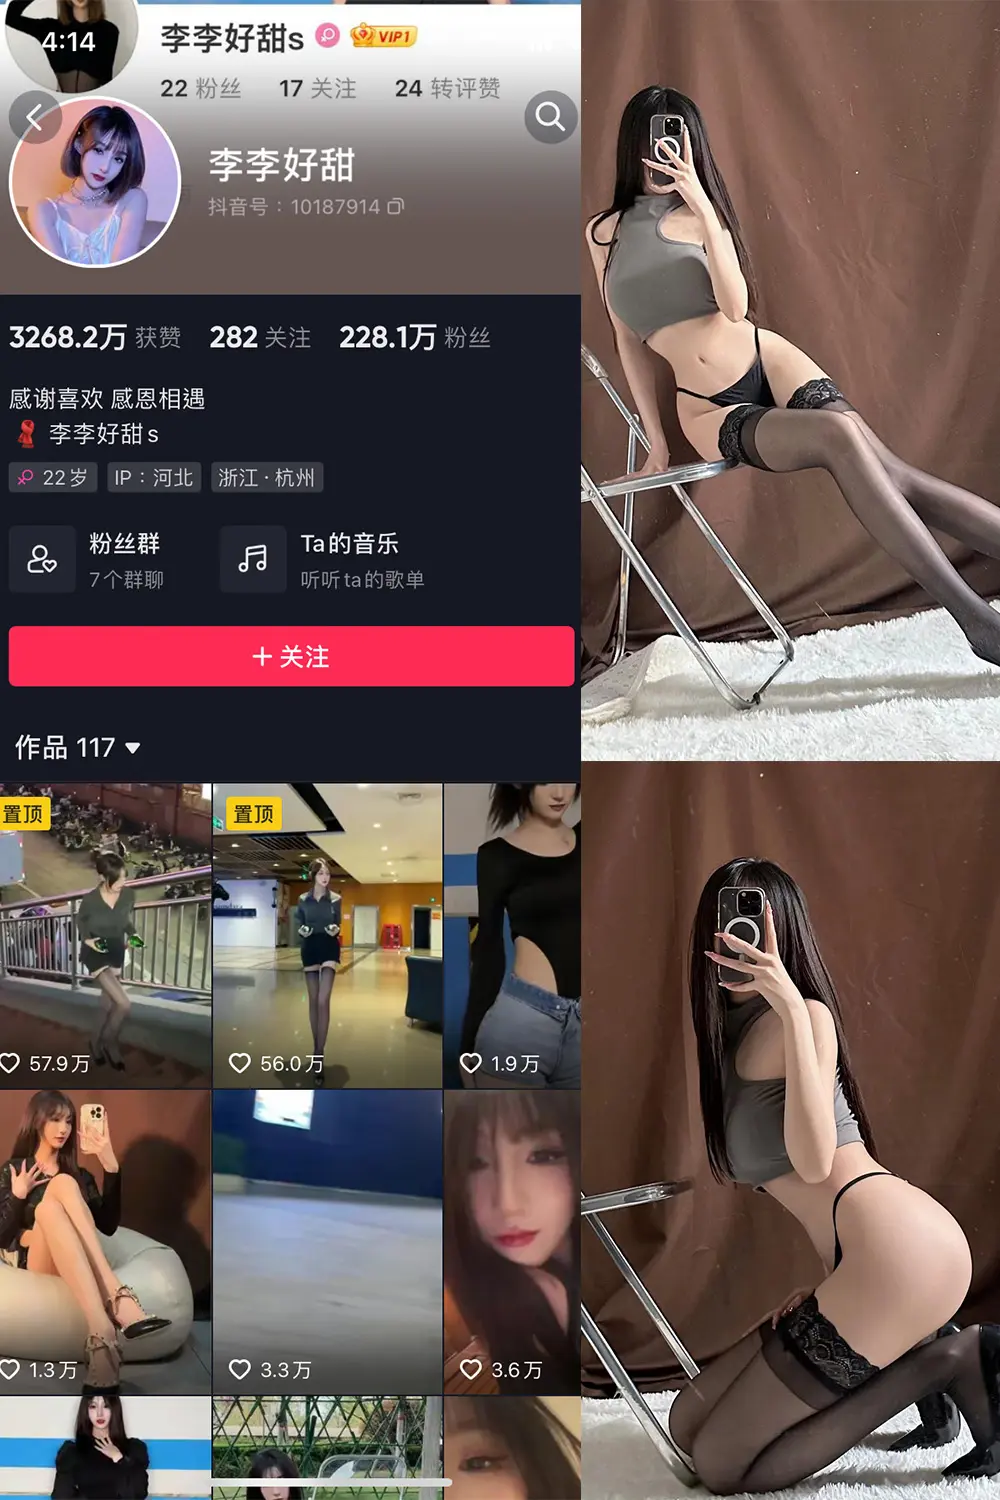 4:14
李李好甜s VIP1
22 粉丝 17 关注 24 转评赞
李李好甜
抖音号：10187914
3268.2万 获赞 282 关注 228.1万 粉丝
感谢喜欢 感恩相遇
李李好甜s
22岁 IP：河北 浙江·杭州
粉丝群
7个群聊
Ta的音乐
听听ta的歌单
+ 关注
作品 117
置顶
置顶
57.9万
56.0万
1.9万
1.3万
3.3万
3.6万